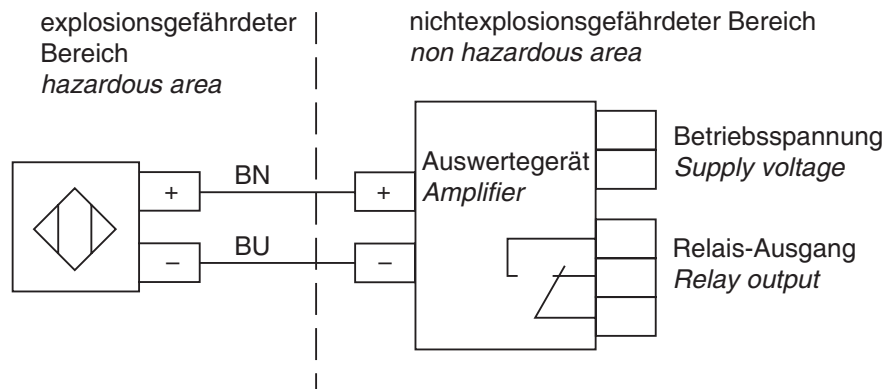 explosionsgefährdeter
Bereich
hazardous area
nichtexplosionsgefährdeter Bereich
non hazardous area
+
BN
+
–
BU
–
Auswertegerät
Amplifier
Betriebsspannung
Supply voltage
Relais-Ausgang
Relay output